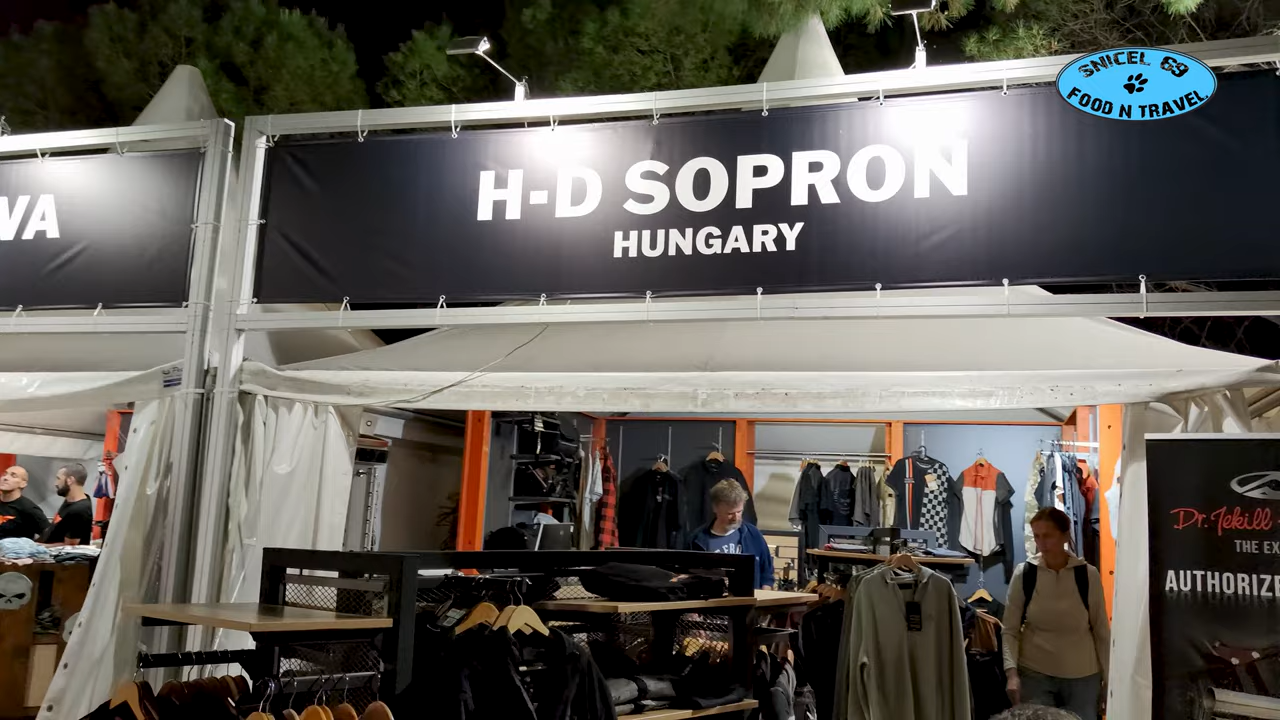 SNICEL 69
FOOD N TRAVEL
H-D SOPRON
HUNGARY
VA
Dr. Jekill
THE EX
AUTHORIZE